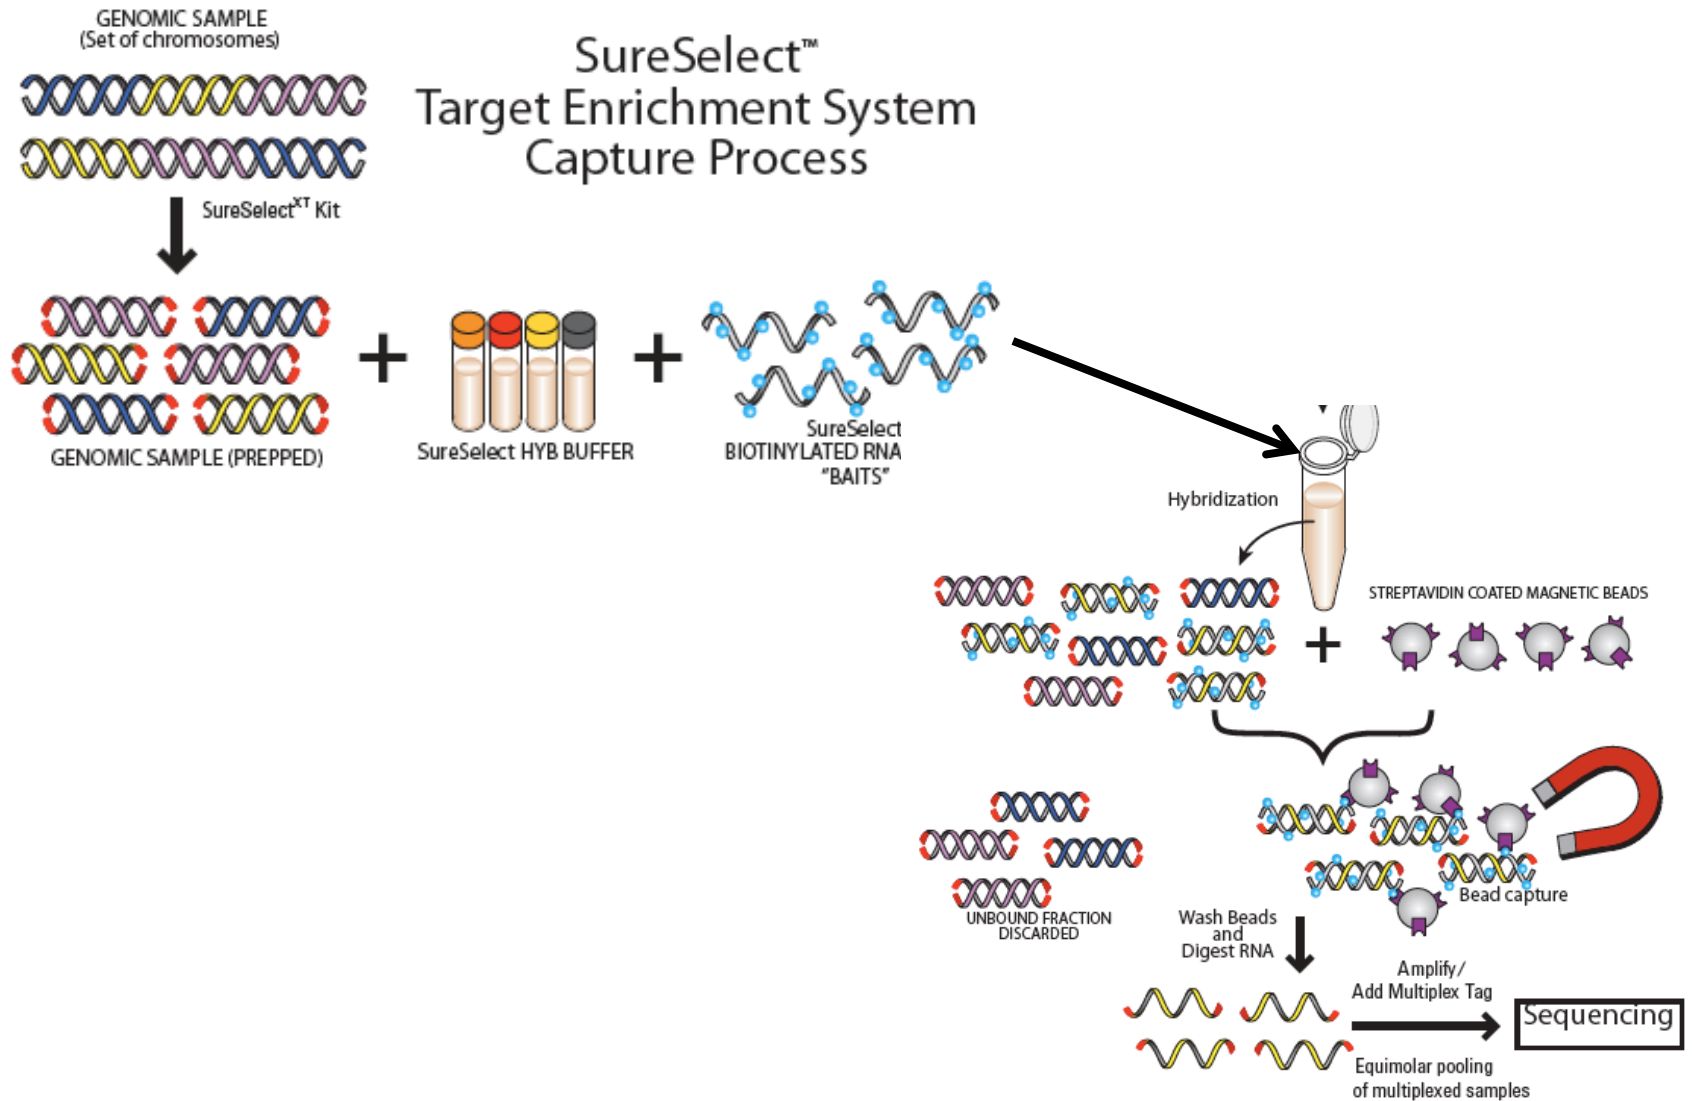 GENOMIC SAMPLE
(Set of chromosomes)
SureSelect™
Target Enrichment System
Capture Process
SureSelectXT Kit
GENOMIC SAMPLE (PREPPED)
SureSelect HYB BUFFER
SureSelect
BIOTINYLATED RNA
“BAITS”
Hybridization
STREPTAVIDIN COATED MAGNETIC BEADS
Bead capture
UNBOUND FRACTION
DISCARDED
Wash Beads
and
Digest RNA
Amplify/
Add Multiplex Tag
Sequencing
Equimolar pooling
of multiplexed samples